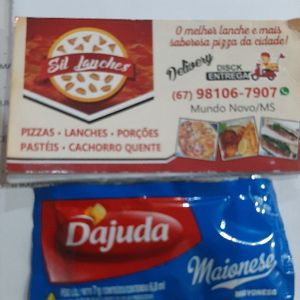 Sil Lanches
O melhor lanche e mais
saborosa pizza da cidade!
Delivery
DISCK
ENTREGA
(67) 98106-7907
Mundo Novo/MS
PIZZAS • LANCHES • PORÇÕES
PASTÉIS • CACHORRO QUENTE
Dajuda
Maionese
MAYONESA